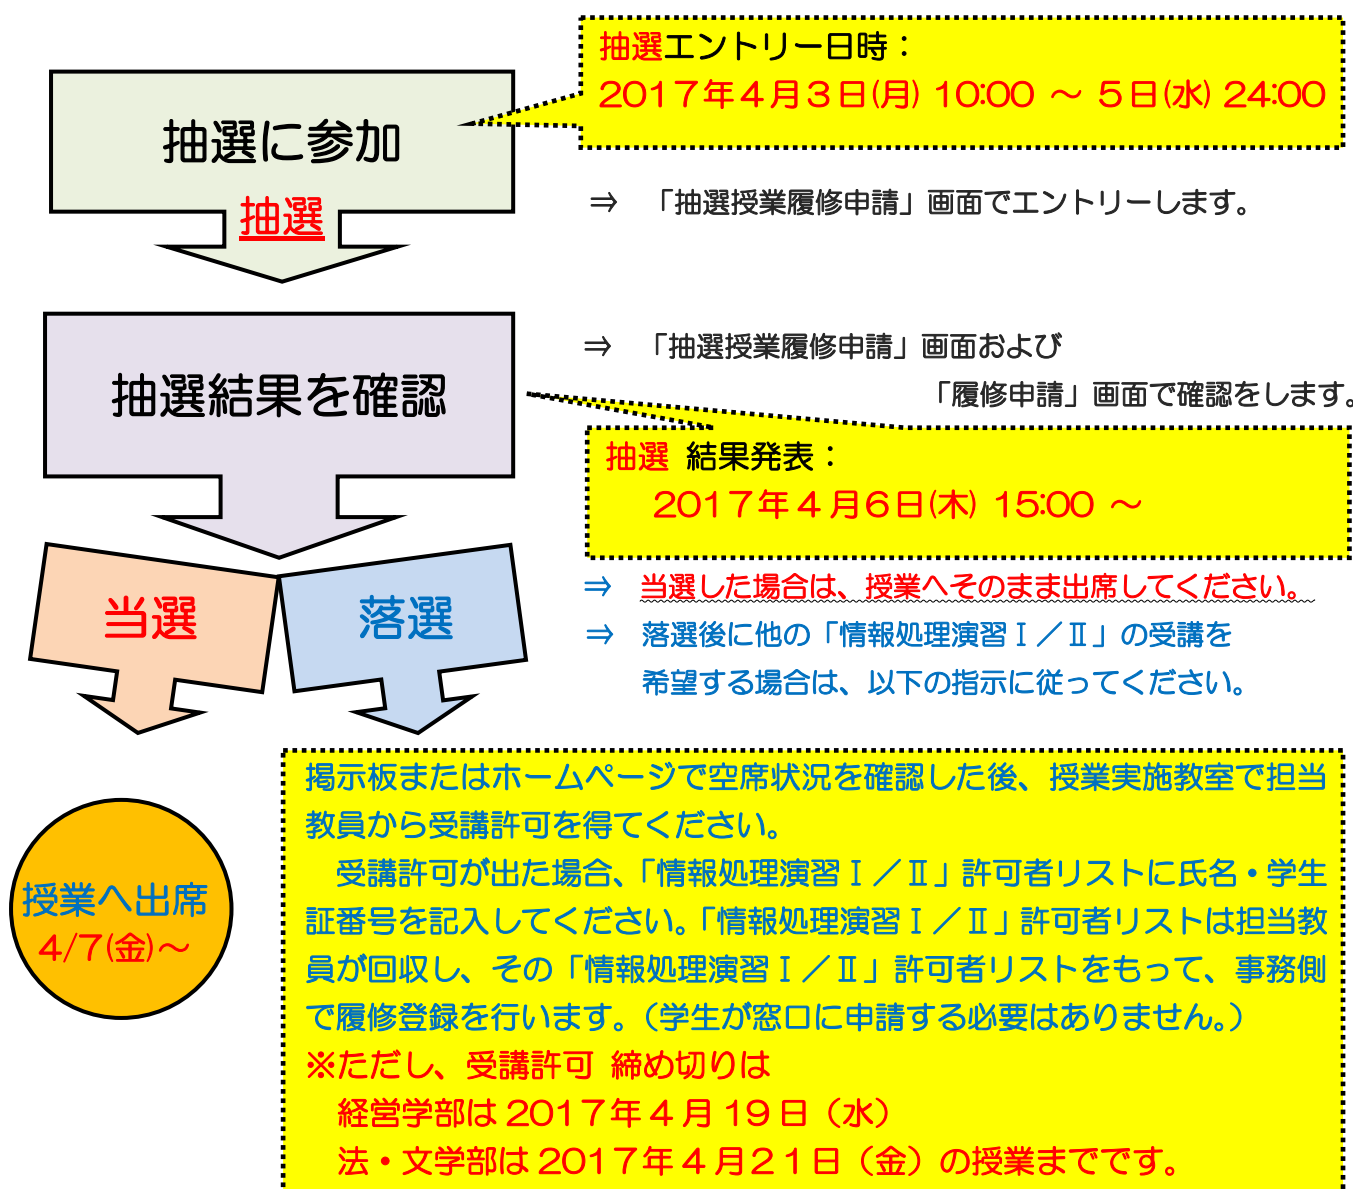 抽選エントリー日時：
2017年４月３日(月) 10:00 ～ ５日(水) 24:00
抽選に参加
抽選
⇒ 「抽選授業履修申請」画面でエントリーします。
抽選結果を確認
⇒ 「抽選授業履修申請」画面および
「履修申請」画面で確認をします。
抽選 結果発表：
2017年４月６日(木) 15:00 ～
当選
落選
⇒ 当選した場合は、授業へそのまま出席してください。
⇒ 落選後に他の「情報処理演習Ⅰ／Ⅱ」の受講を
希望する場合は、以下の指示に従ってください。
授業へ出席
４/７(金)～
掲示板またはホームページで空席状況を確認した後、授業実施教室で担当
教員から受講許可を得てください。
受講許可が出た場合、「情報処理演習Ⅰ／Ⅱ」許可者リストに氏名・学生
証番号を記入してください。「情報処理演習Ⅰ／Ⅱ」許可者リストは担当教
員が回収し、その「情報処理演習Ⅰ／Ⅱ」許可者リストをもって、事務側
で履修登録を行います。（学生が窓口に申請する必要はありません。）
※ただし、受講許可 締め切りは
経営学部は 2017年４月 19 日（水）
法・文学部は 2017年４月２１日（金）の授業までです。